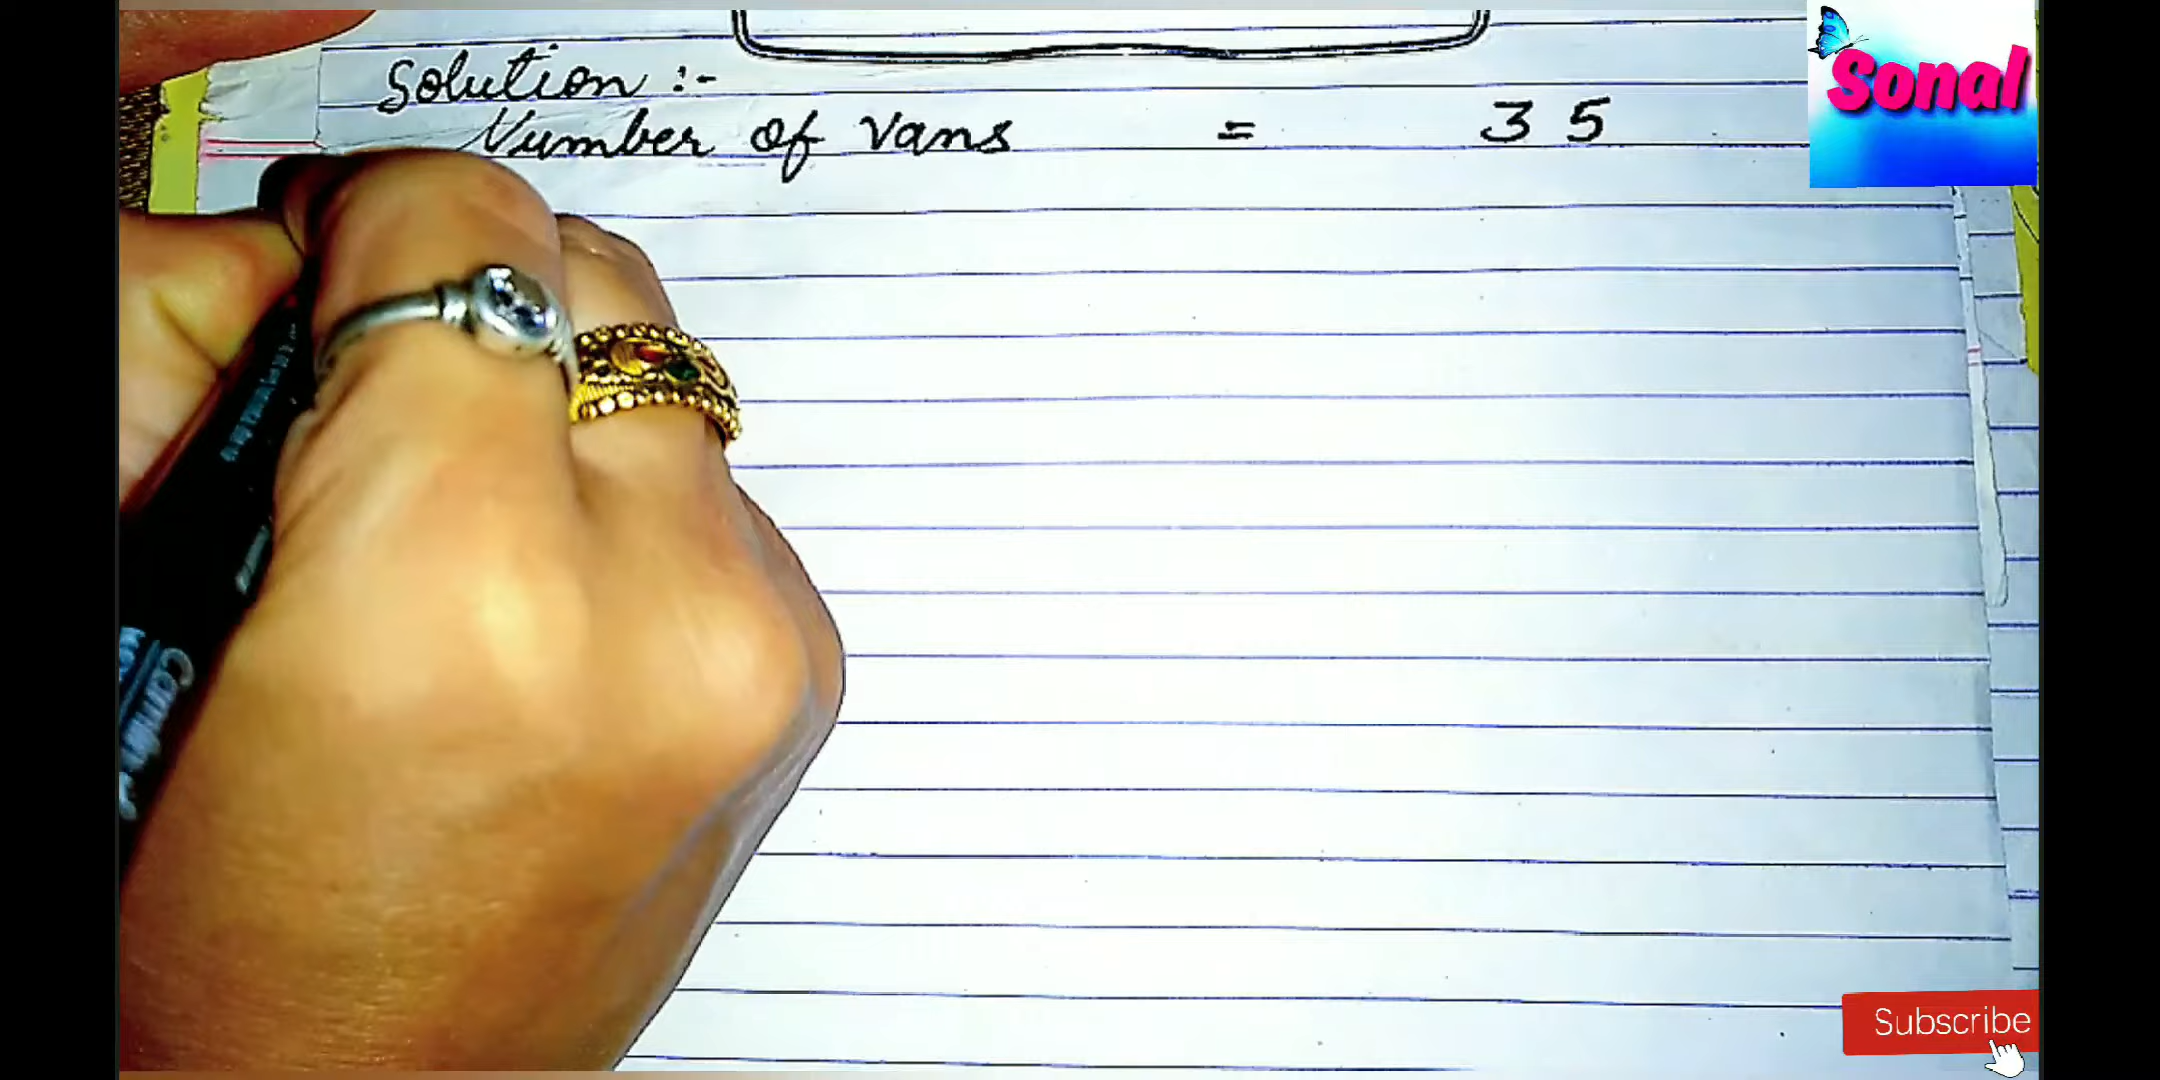 Solution :-
Number of vans = 35
Sonal
Subscribe